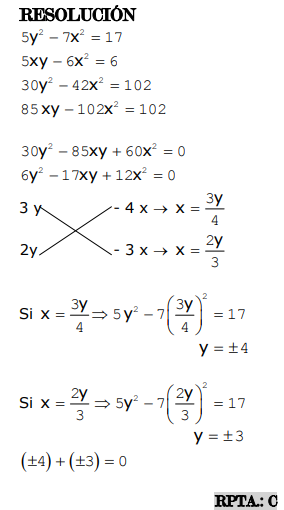 RESOLUCIÓN
5y² − 7x² = 17
5xy − 6x² = 6
30y² − 42x² = 102
85xy − 102x² = 102
30y² − 85xy + 60x² = 0
6y² − 17xy + 12x² = 0
3y - 4x → x = 3y/4
2y - 3x → x = 2y/3
Si x = 3y/4 ⇒ 5y² − 7(3y/4)² = 17
y = ±4
Si x = 2y/3 ⇒ 5y² − 7(2y/3)² = 17
y = ±3
(±4) + (±3) = 0
RPTA.: C